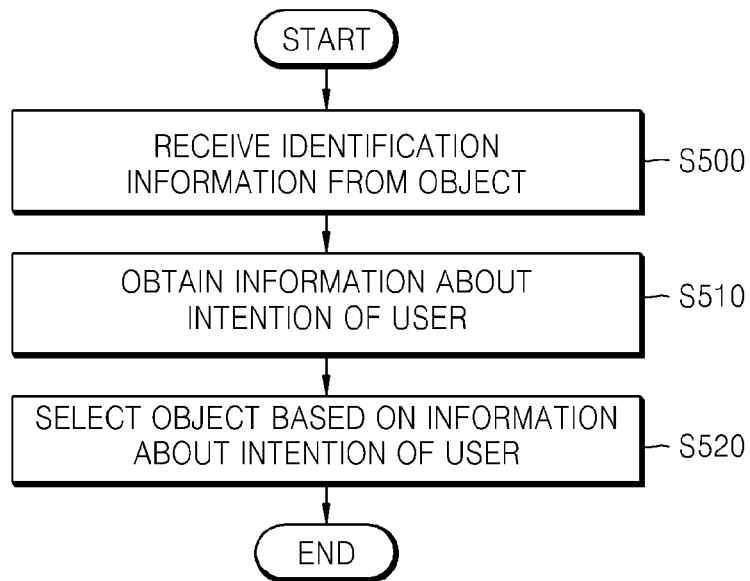 START
RECEIVE IDENTIFICATION
INFORMATION FROM OBJECT
S500
OBTAIN INFORMATION ABOUT
INTENTION OF USER
S510
SELECT OBJECT BASED ON INFORMATION
ABOUT INTENTION OF USER
S520
END